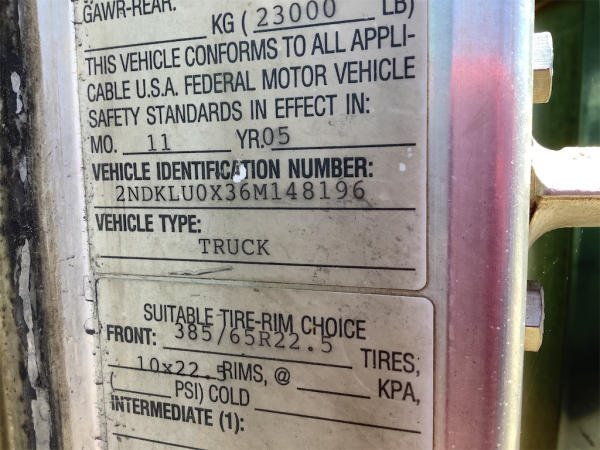 GAWR-REAR:
KG ( 23000 LB)
THIS VEHICLE CONFORMS TO ALL APPLI-
CABLE U.S.A. FEDERAL MOTOR VEHICLE
SAFETY STANDARDS IN EFFECT IN:
MO. 11 YR. 05
VEHICLE IDENTIFICATION NUMBER:
2NDKLU0X36M148196
VEHICLE TYPE:
TRUCK
SUITABLE TIRE-RIM CHOICE
FRONT: 385/65R22.5 TIRES,
10x22.5 RIMS, @ KPA,
( PSI) COLD
INTERMEDIATE (1):